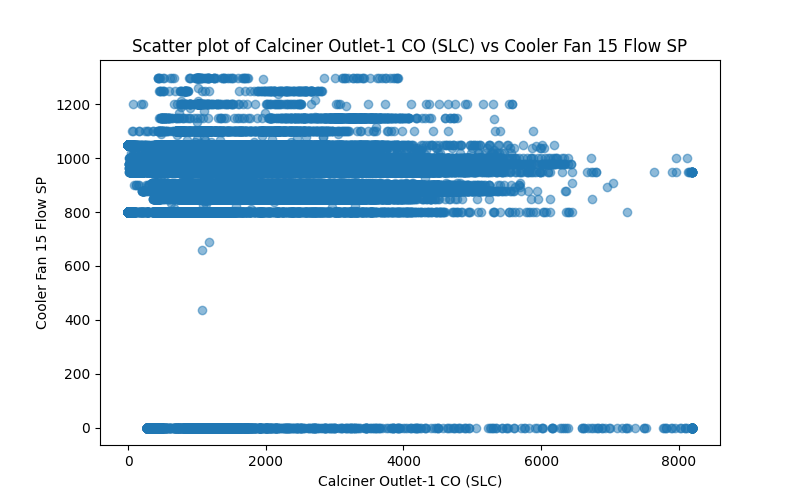 Scatter plot of Calciner Outlet-1 CO (SLC) vs Cooler Fan 15 Flow SP
1200
1000
800
600
400
200
0
Cooler Fan 15 Flow SP
0 2000 4000 6000 8000
Calciner Outlet-1 CO (SLC)